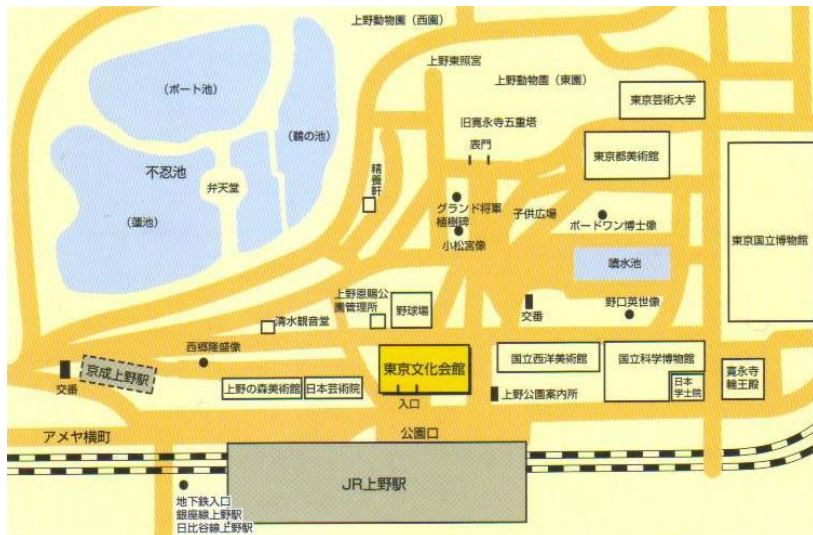 上野動物園(西園)
上野東照宮
上野動物園(東園)
東京芸術大学
(ボート池)
旧寛永寺五重塔
表門
(鵜の池)
東京都美術館
不忍池
弁天堂
精養軒
グランド将軍
植樹碑
子供広場
ボードワン博士像
(蓮池)
小松宮像
東京国立博物館
噴水池
上野恩賜公
園管理所
野球場
交番
野口英世像
清水観音堂
西郷隆盛像
京成上野駅
交番
東京文化会館
入口
国立西洋美術館
国立科学博物館
上野の森美術館
日本芸術院
上野公園案内所
日本
学士院
寛永寺
輪王殿
アメヤ横町
公園口
JR上野駅
地下鉄入口
銀座線上野駅
日比谷線上野駅